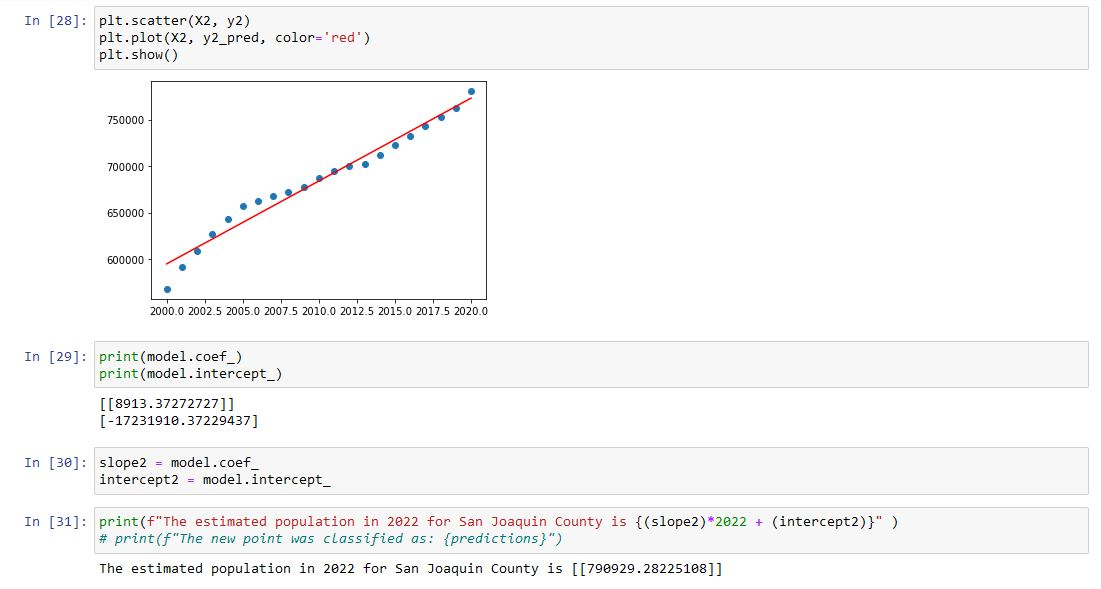 In [28]: plt.scatter(X2, y2)
plt.plot(X2, y2_pred, color='red')
plt.show()
750000
700000
650000
600000
2000.0 2002.5 2005.0 2007.5 2010.0 2012.5 2015.0 2017.5 2020.0
In [29]: print(model.coef_)
print(model.intercept_)
[[8913.37272727]]
[-17231910.37229437]
In [30]: slope2 = model.coef_
intercept2 = model.intercept_
In [31]: print(f"The estimated population in 2022 for San Joaquin County is {(slope2)*2022 + (intercept2)}" )
# print(f"The new point was classified as: {predictions}")
The estimated population in 2022 for San Joaquin County is [[790929.28225108]]